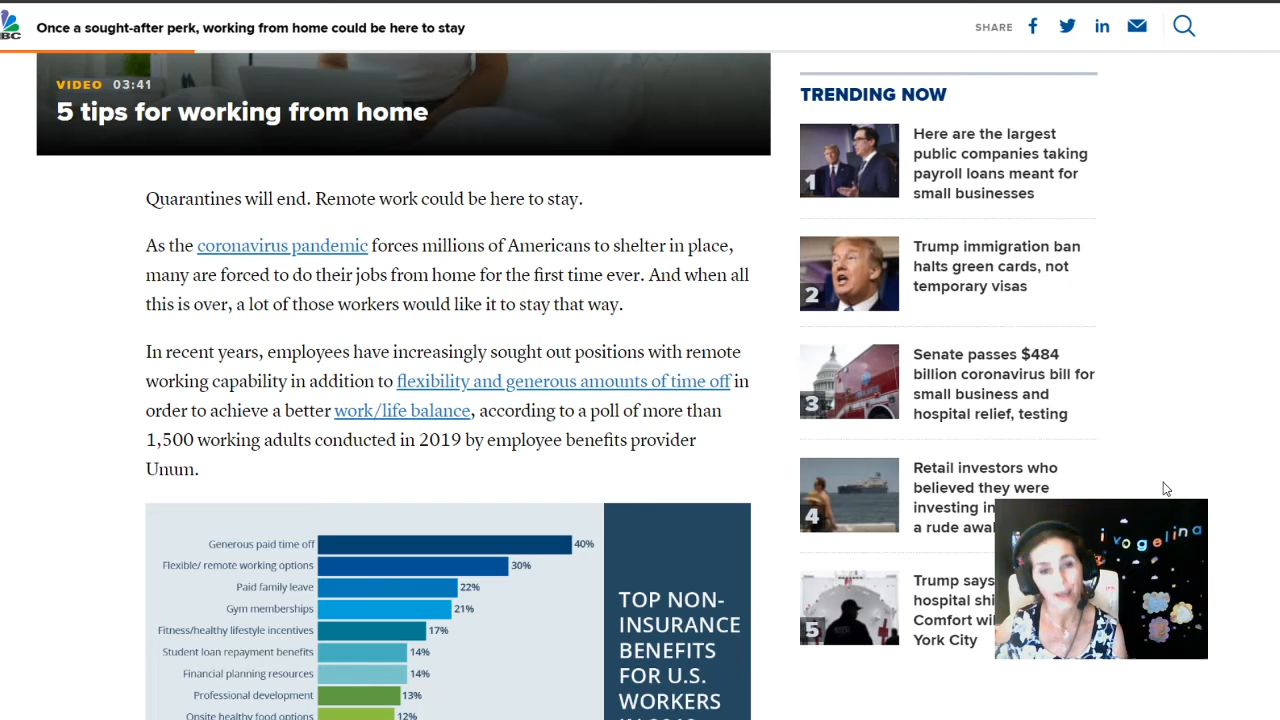 BC
Once a sought-after perk, working from home could be here to stay
SHARE
VIDEO 03:41
5 tips for working from home
Quarantines will end. Remote work could be here to stay.
As the coronavirus pandemic forces millions of Americans to shelter in place,
many are forced to do their jobs from home for the first time ever. And when all
this is over, a lot of those workers would like it to stay that way.
In recent years, employees have increasingly sought out positions with remote
working capability in addition to flexibility and generous amounts of time off in
order to achieve a better work/life balance, according to a poll of more than
1,500 working adults conducted in 2019 by employee benefits provider
Unum.
Generous paid time off 40%
Flexible/ remote working options 30%
Paid family leave 22%
Gym memberships 21%
Fitness/healthy lifestyle incentives 17%
Student loan repayment benefits 14%
Financial planning resources 14%
Professional development 13%
Onsite healthy food options 12%
TOP NON-
INSURANCE
BENEFITS
FOR U.S.
WORKERS
TRENDING NOW
1
Here are the largest
public companies taking
payroll loans meant for
small businesses
2
Trump immigration ban
halts green cards, not
temporary visas
3
Senate passes $484
billion coronavirus bill for
small business and
hospital relief, testing
4
Retail investors who
believed they were
investing in
a rude awa
5
Trump says
hospital shi
Comfort wi
York City
ivogelina